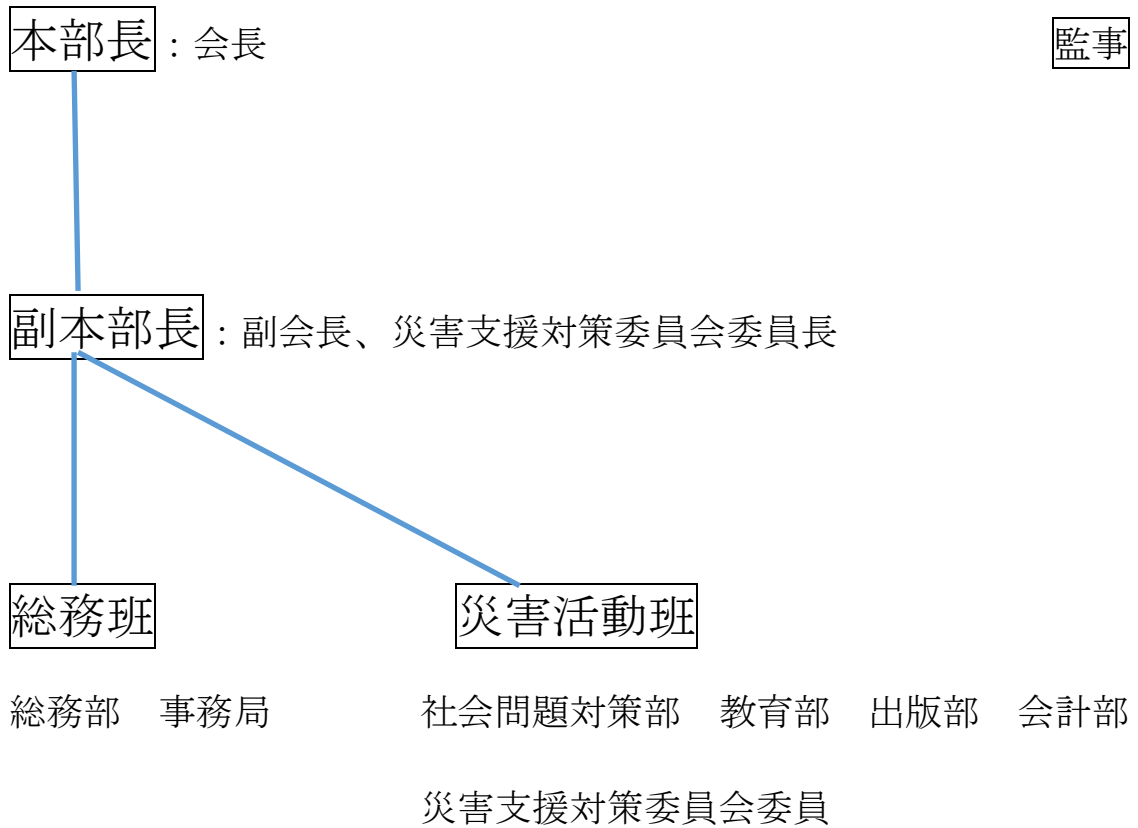 本部長：会長　監事
副本部長：副会長、災害支援対策委員会委員長
総務班　災害活動班
総務部　事務局　社会問題対策部　教育部　出版部　会計部
災害支援対策委員会委員